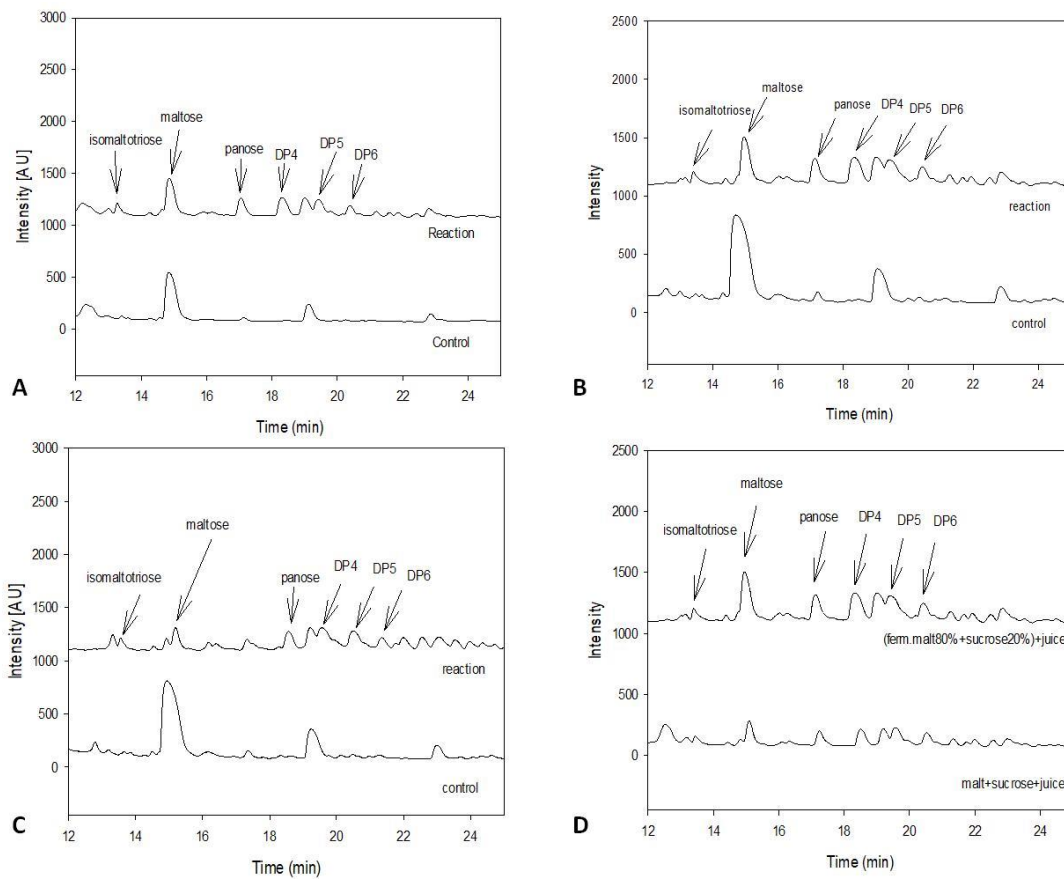 3000
2500
2000
1500
1000
500
0
Intensity [AU]
isomaltotriose
maltose
panose
DP4
DP5
DP6
Reaction
Control
12 14 16 18 20 22 24
Time (min)
A
2500
2000
1500
1000
500
0
Intensity
isomaltotriose
maltose
panose
DP4
DP5
DP6
reaction
control
12 14 16 18 20 22 24
Time (min)
B
3000
2500
2000
1500
1000
500
0
Intensity [AU]
isomaltotriose
maltose
panose
DP4
DP5
DP6
reaction
control
12 14 16 18 20 22 24
Time (min)
C
2500
2000
1500
1000
500
0
Intensity
isomaltotriose
maltose
panose
DP4
DP5
DP6
(ferm.malt80%+sucrose20%)+juice
malt+sucrose+juice
12 14 16 18 20 22 24
Time (min)
D